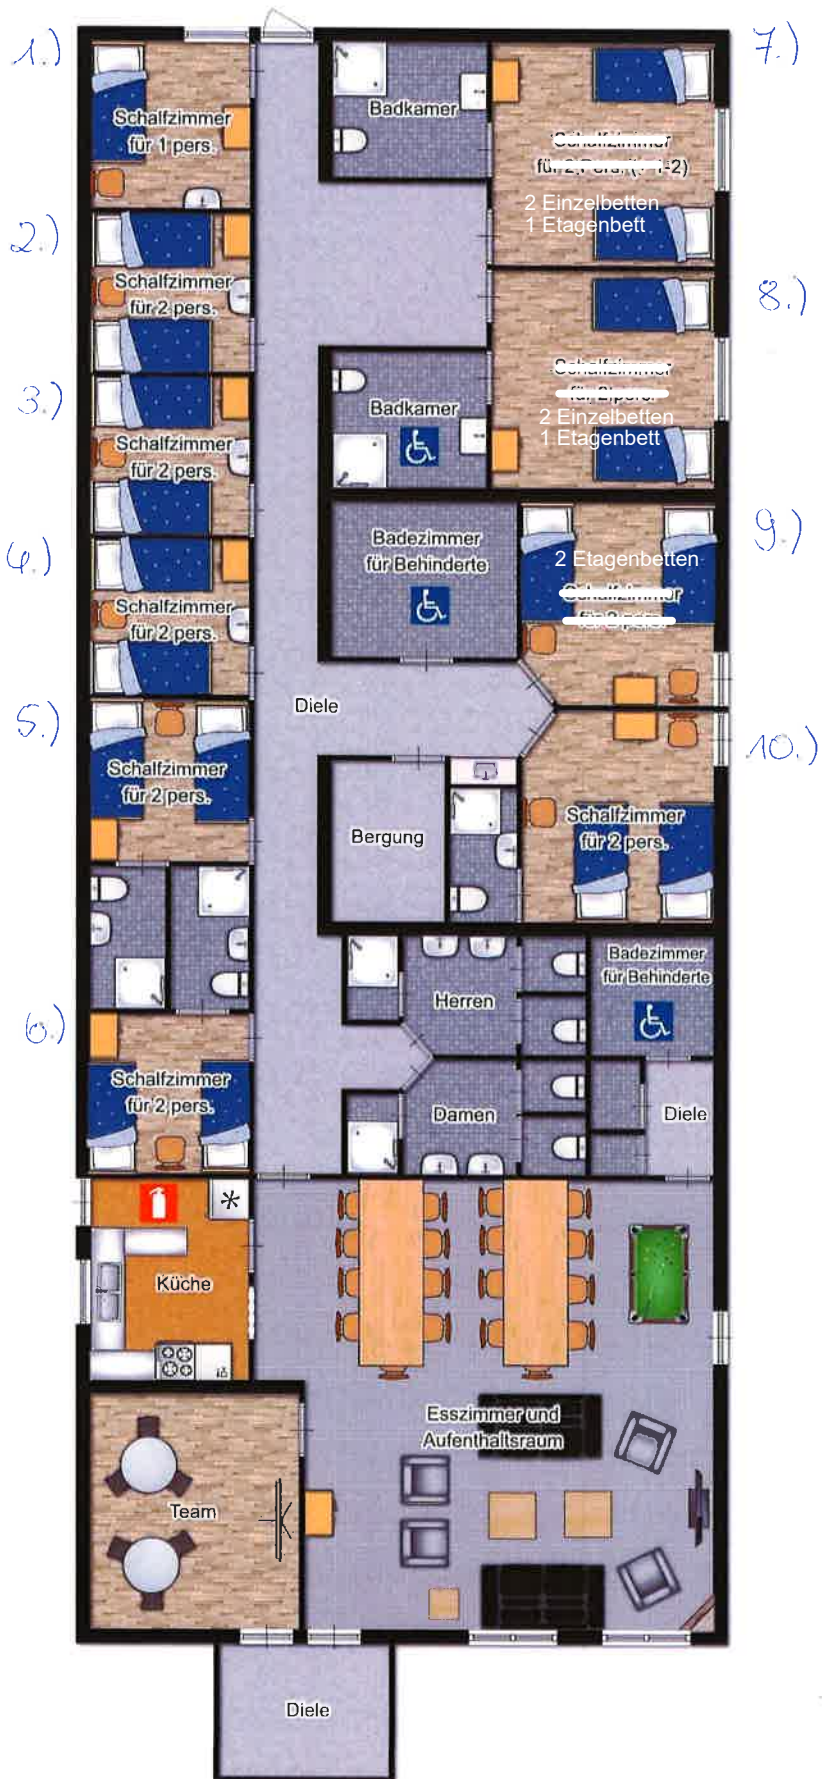 1.)
Schalfzimmer
für 1 pers.
Badkamer
7.)
2 Einzelbetten
1 Etagenbett
2.)
Schalfzimmer
für 2 pers.
8.)
3.)
Schalfzimmer
für 2 pers.
Badkamer
Schalfzimmer
2 Einzelbetten
1 Etagenbett
4.)
Schalfzimmer
für 2 pers.
Badezimmer
für Behinderte
9.)
2 Etagenbetten
Schalfzimmer
5.)
Schalfzimmer
für 2 pers.
Diele
10.)
Bergung
Schalfzimmer
für 2 pers.
6.)
Schalfzimmer
für 2 pers.
Herren
Badezimmer
für Behinderte
Damen
Diele
Küche
Esszimmer und
Aufenthaltsraum
Team
Diele